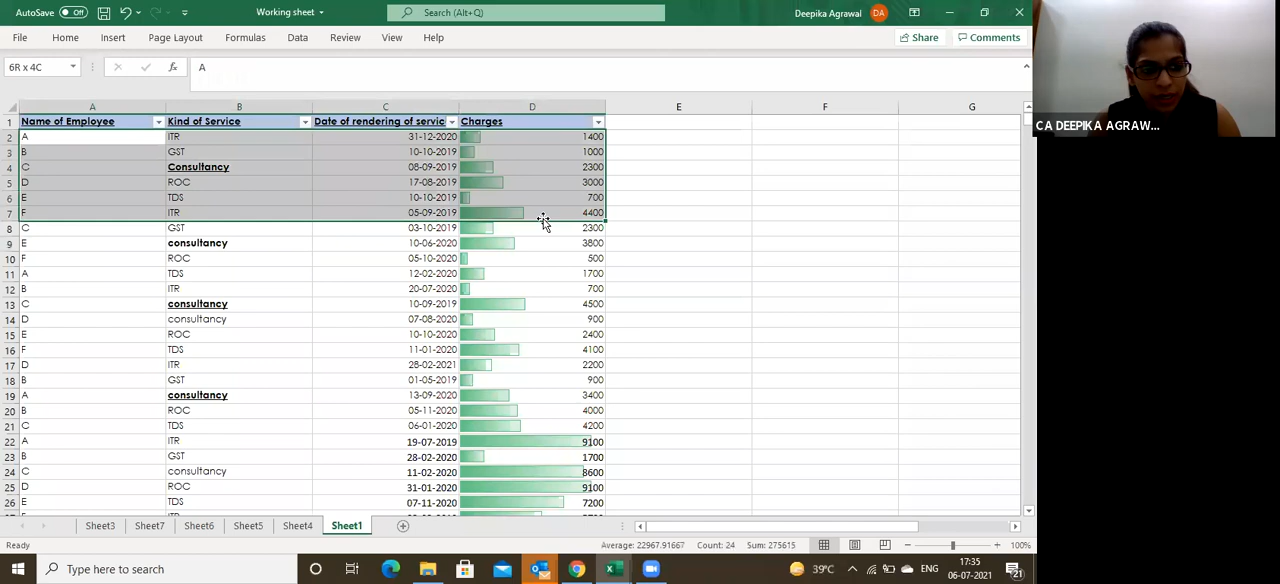 AutoSave Off Working sheet Search (Alt+Q) Deepika Agrawal DA
File Home Insert Page Layout Formulas Data Review View Help Share Comments
6R x 4C fx A
A B C D E F G
1 Name of Employee Kind of Service Date of rendering of servic Charges
2 A ITR 31-12-2020 1400
3 B GST 10-10-2019 1000
4 C Consultancy 08-09-2019 2300
5 D ROC 17-08-2019 3000
6 E TDS 10-10-2019 700
7 F ITR 05-09-2019 4400
8 C GST 03-10-2019 2300
9 E consultancy 10-06-2020 3800
10 F ROC 05-10-2020 500
11 A TDS 12-02-2020 1700
12 B ITR 20-07-2020 700
13 C consultancy 10-09-2019 4500
14 D consultancy 07-08-2020 900
15 E ROC 10-10-2020 2400
16 F TDS 11-01-2020 4100
17 D ITR 28-02-2021 2200
18 B GST 01-05-2019 900
19 A consultancy 13-09-2020 3400
20 B ROC 05-11-2020 4000
21 C TDS 06-01-2020 4200
22 A ITR 19-07-2019 9100
23 B GST 28-02-2020 1700
24 C consultancy 11-02-2020 8600
25 D ROC 31-01-2020 9100
26 E TDS 07-11-2020 7200
Sheet3 Sheet7 Sheet6 Sheet5 Sheet4 Sheet1
Ready Average: 22967.91667 Count: 24 Sum: 275615 100%
Type here to search 39°C ENG 17:35
06-07-2021 21
CA DEEPIKA AGRAW...